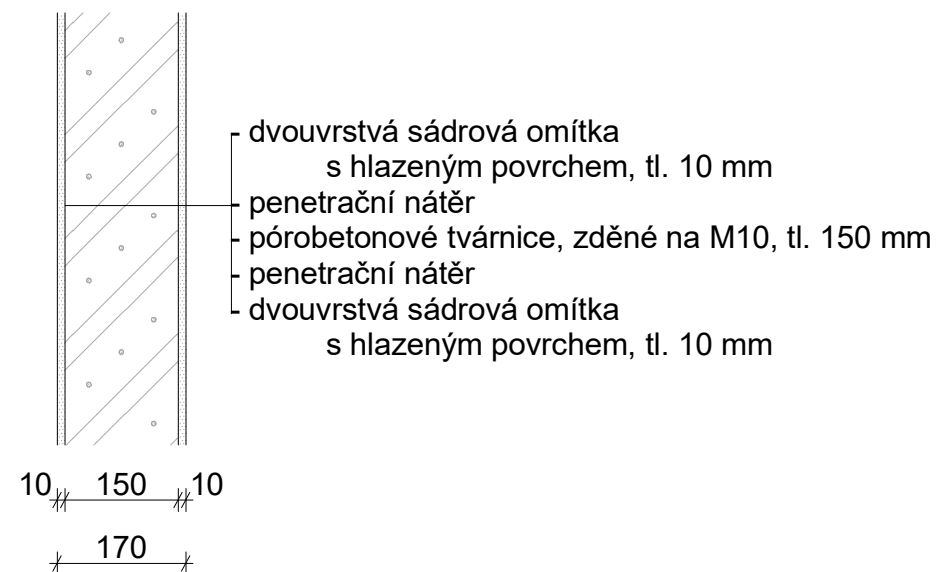 - dvouvrstvá sádrová omítka
s hlazeným povrchem, tl. 10 mm
- penetrační nátěr
- pórobetonové tvárnice, zděné na M10, tl. 150 mm
- penetrační nátěr
- dvouvrstvá sádrová omítka
s hlazeným povrchem, tl. 10 mm
10 150 10
170